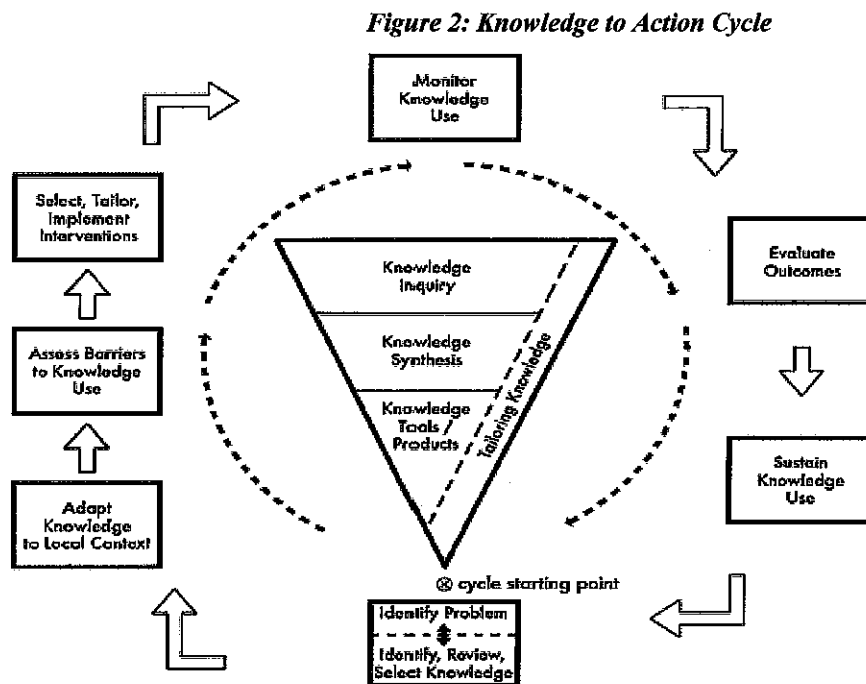 Figure 2: Knowledge to Action Cycle
Monitor
Knowledge
Use
Select, Tailor,
Implement
Interventions
Evaluate
Outcomes
Knowledge
Inquiry
Knowledge
Synthesis
Knowledge
Tools
Products
Tailoring Knowledge
Assess Barriers
to Knowledge
Use
Sustain
Knowledge
Use
Adapt
Knowledge
to Local Context
⊗ cycle starting point
Identify Problem
Identify, Review,
Select Knowledge